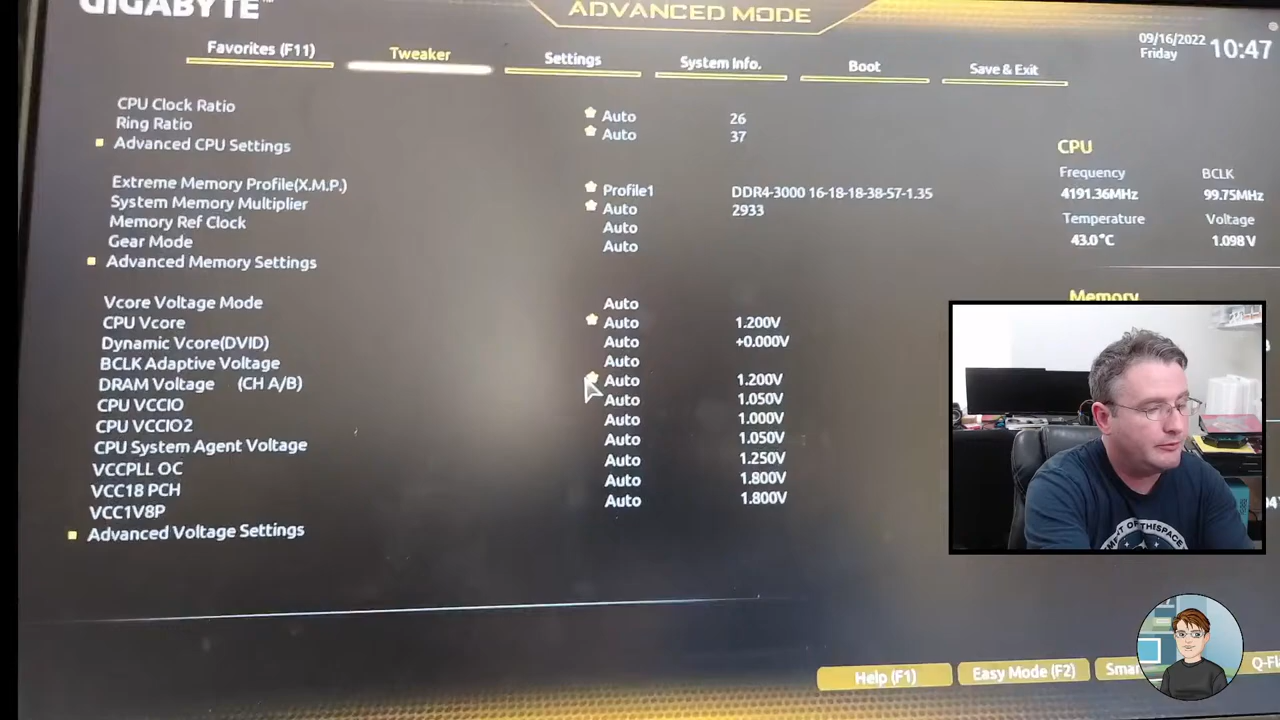 GIGABYTE™
ADVANCED MODE
09/16/2022
Friday
10:47
Favorites (F11)
Tweaker
Settings
System Info.
Boot
Save & Exit
CPU Clock Ratio Auto 26
Ring Ratio Auto 37
Advanced CPU Settings
Extreme Memory Profile(X.M.P.) Profile1 DDR4-3000 16-18-18-38-57-1.35
System Memory Multiplier Auto 2933
Memory Ref Clock Auto
Gear Mode Auto
Advanced Memory Settings
Vcore Voltage Mode Auto
CPU Vcore Auto 1.200V
Dynamic Vcore(DVID) Auto +0.000V
BCLK Adaptive Voltage Auto
DRAM Voltage (CH A/B) Auto 1.200V
CPU VCCIO Auto 1.050V
CPU VCCIO2 Auto 1.000V
CPU System Agent Voltage Auto 1.050V
VCCPLL OC Auto 1.250V
VCC18 PCH Auto 1.800V
VCC1V8P Auto 1.800V
Advanced Voltage Settings
CPU
Frequency BCLK
4191.36MHz 99.75MHz
Temperature Voltage
43.0°C 1.098 V
Memory
OF THE SPACE
Help (F1)
Easy Mode (F2)
Smar
Q-Fl